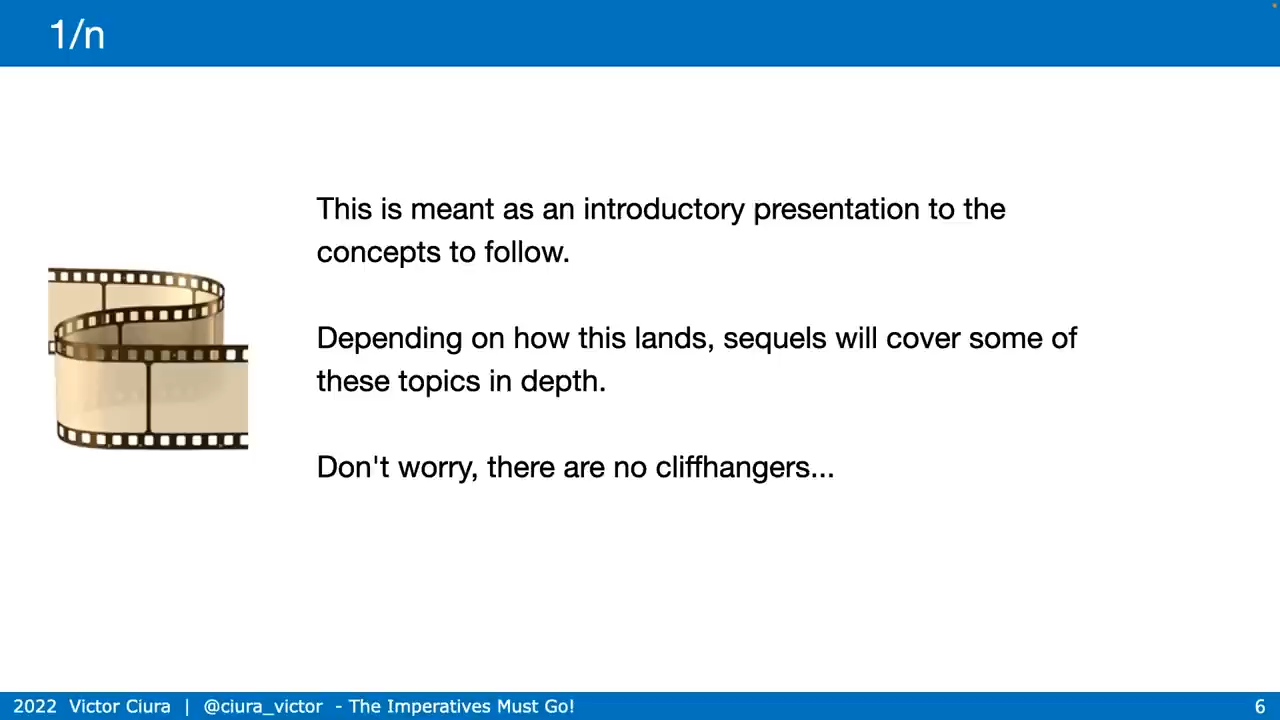 1/n
This is meant as an introductory presentation to the
concepts to follow.
Depending on how this lands, sequels will cover some of
these topics in depth.
Don't worry, there are no cliffhangers...
2022 Victor Ciura | @ciura_victor - The Imperatives Must Go!
6